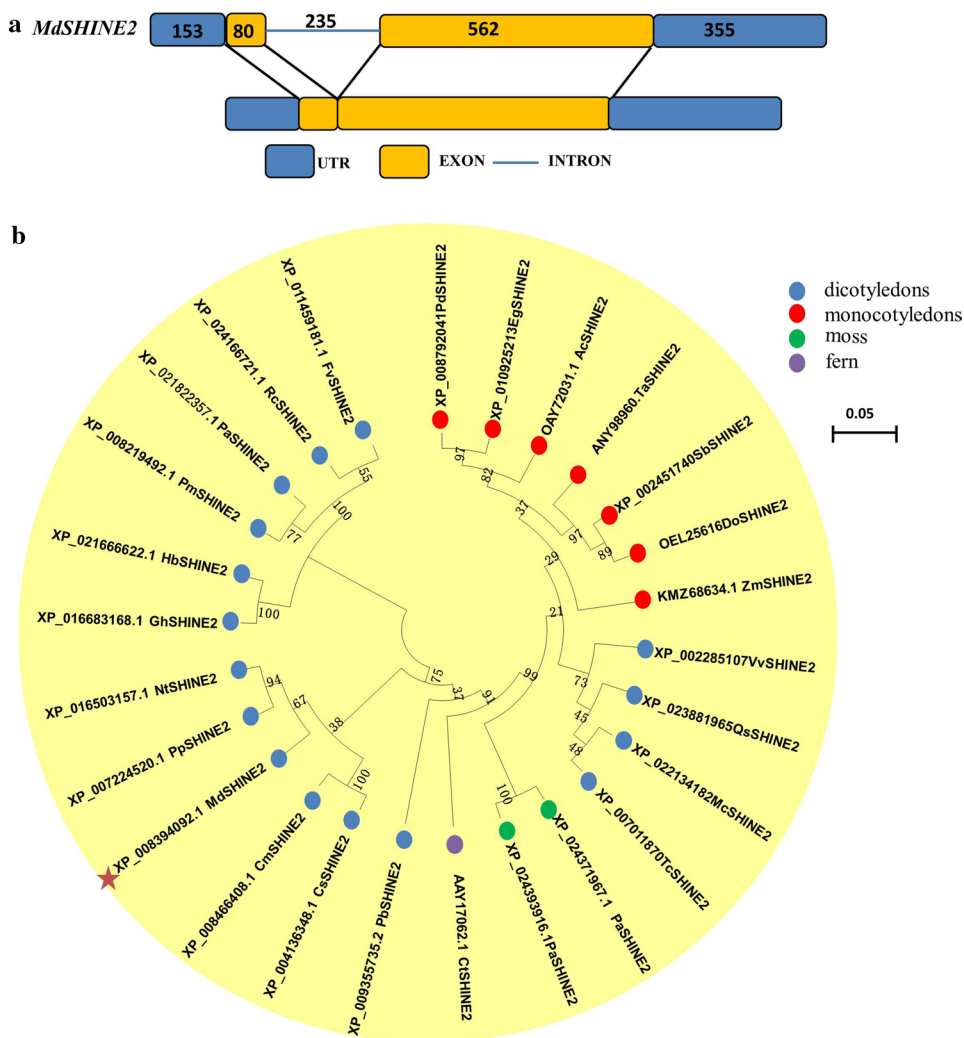 a MdSHINE2
153 80 235 562 355
UTR EXON INTRON
b
dicotyledons
monocotyledons
moss
fern
0.05
XP_008792041PdSHINE2
XP_010925213EgSHINE2
OAY72031.1 AcSHINE2
ANY98960.TaSHINE2
XP_002451740SbSHINE2
OEL25616DoSHINE2
KMZ68634.1 ZmSHINE2
XP_002285107VvSHINE2
XP_023881965QsSHINE2
XP_022134182McSHINE2
XP_007011870TcSHINE2
XP_024371967.1 PaSHINE2
XP_024393916.1PaSHINE2
AAY17062.1 CtSHINE2
XP_009355735.2 PbSHINE2
XP_004136348.1 CsSHINE2
XP_008466408.1 CmSHINE2
XP_008394092.1 MdSHINE2
XP_007224520.1 PpSHINE2
XP_016503157.1 NtSHINE2
XP_016683168.1 GhSHINE2
XP_021666622.1 HbSHINE2
XP_008219492.1 PmSHINE2
XP_021822357.1 PaSHINE2
XP_024166721.1 RcSHINE2
XP_011459181.1 FvSHINE2
97
82
37
97
89
29
21
73
45
48
99
100
91
37
75
100
38
67
94
100
77
100
55